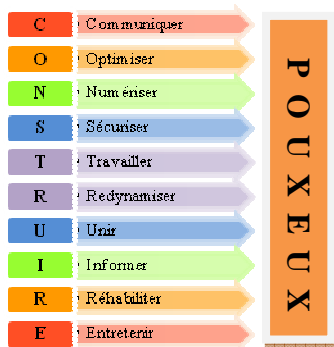 C Communiquer
O Optimiser
N Numériser
S Sécuriser
T Travailler
R Redynamiser
U Unir
I Informer
R Réhabiliter
E Entretenir
POUXEUX